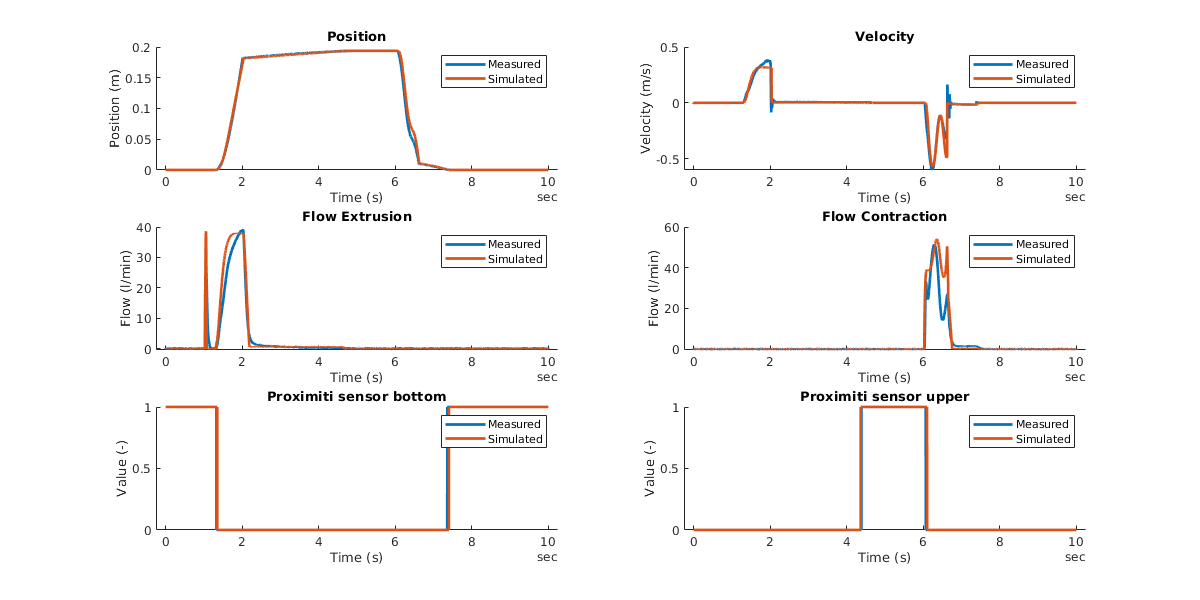 Position
Position (m)
0.2
0.15
0.1
0.05
0
0 2 4 6 8 10
Time (s)
sec
Measured
Simulated
Velocity
Velocity (m/s)
0.5
0
-0.5
0 2 4 6 8 10
Time (s)
sec
Measured
Simulated
Flow Extrusion
Flow (l/min)
40
30
20
10
0
0 2 4 6 8 10
Time (s)
sec
Measured
Simulated
Flow Contraction
Flow (l/min)
60
40
20
0
0 2 4 6 8 10
Time (s)
sec
Measured
Simulated
Proximiti sensor bottom
Value (-)
1
0.5
0
0 2 4 6 8 10
Time (s)
sec
Measured
Simulated
Proximiti sensor upper
Value (-)
1
0.5
0
0 2 4 6 8 10
Time (s)
sec
Measured
Simulated